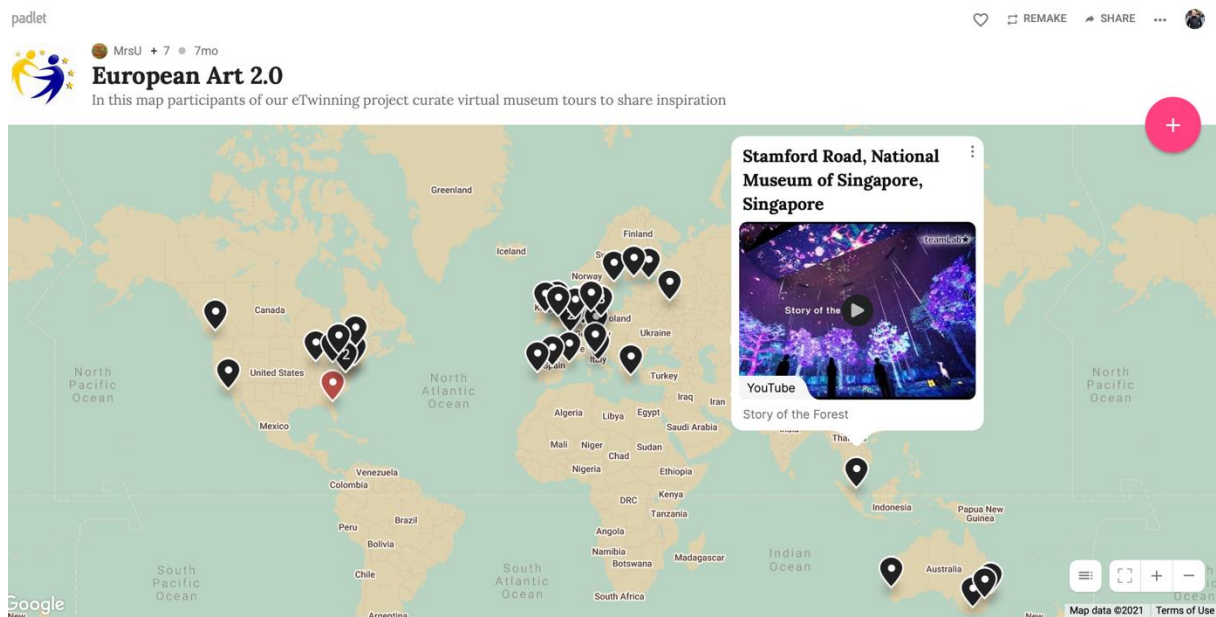 padlet
REMAKE
SHARE
MrsU + 7 7mo
European Art 2.0
In this map participants of our eTwinning project curate virtual museum tours to share inspiration
+
Stamford Road, National
Museum of Singapore,
Singapore
teamLab★
Story of the
YouTube
Story of the Forest
Greenland
Iceland
Finland
Norway
Canada
Poland
Ukraine
United States
Spain
Italy
Turkey
North
Pacific
Ocean
North
Atlantic
Ocean
North
Pacific
Ocean
Iraq
Iran
Algeria
Libya
Egypt
Saudi Arabia
Mexico
Mali
Niger
Chad
Sudan
Nigeria
Ethiopia
Venezuela
Colombia
DRC
Kenya
Tanzania
Indonesia
Papua New
Guinea
Peru
Brazil
Bolivia
Angola
Namibia
Botswana
Madagascar
Indian
Ocean
Australia
South
Pacific
Ocean
Chile
South
Atlantic
Ocean
South Africa
Argentina
2
Google
+
−
Map data ©2021
Terms of Use